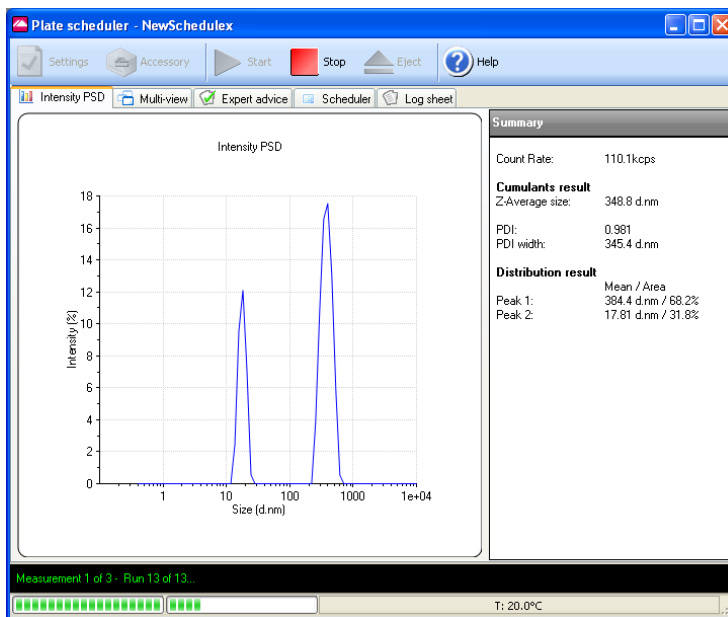 Plate scheduler - NewSchedulex
Settings Accessory Start Stop Eject Help
Intensity PSD Multi-view Expert advice Scheduler Log sheet
Intensity PSD
18
16
14
12
10
8
6
4
2
0
Intensity (%)
1 10 100 1000 1e+04
Size (d.nm)
Summary
Count Rate: 110.1kcps
Cumulants result
Z-Average size: 348.8 d.nm
PDI: 0.981
PDI width: 345.4 d.nm
Distribution result
Mean / Area
Peak 1: 384.4 d.nm / 68.2%
Peak 2: 17.81 d.nm / 31.8%
Measurement 1 of 3 - Run 13 of 13...
T: 20.0ºC